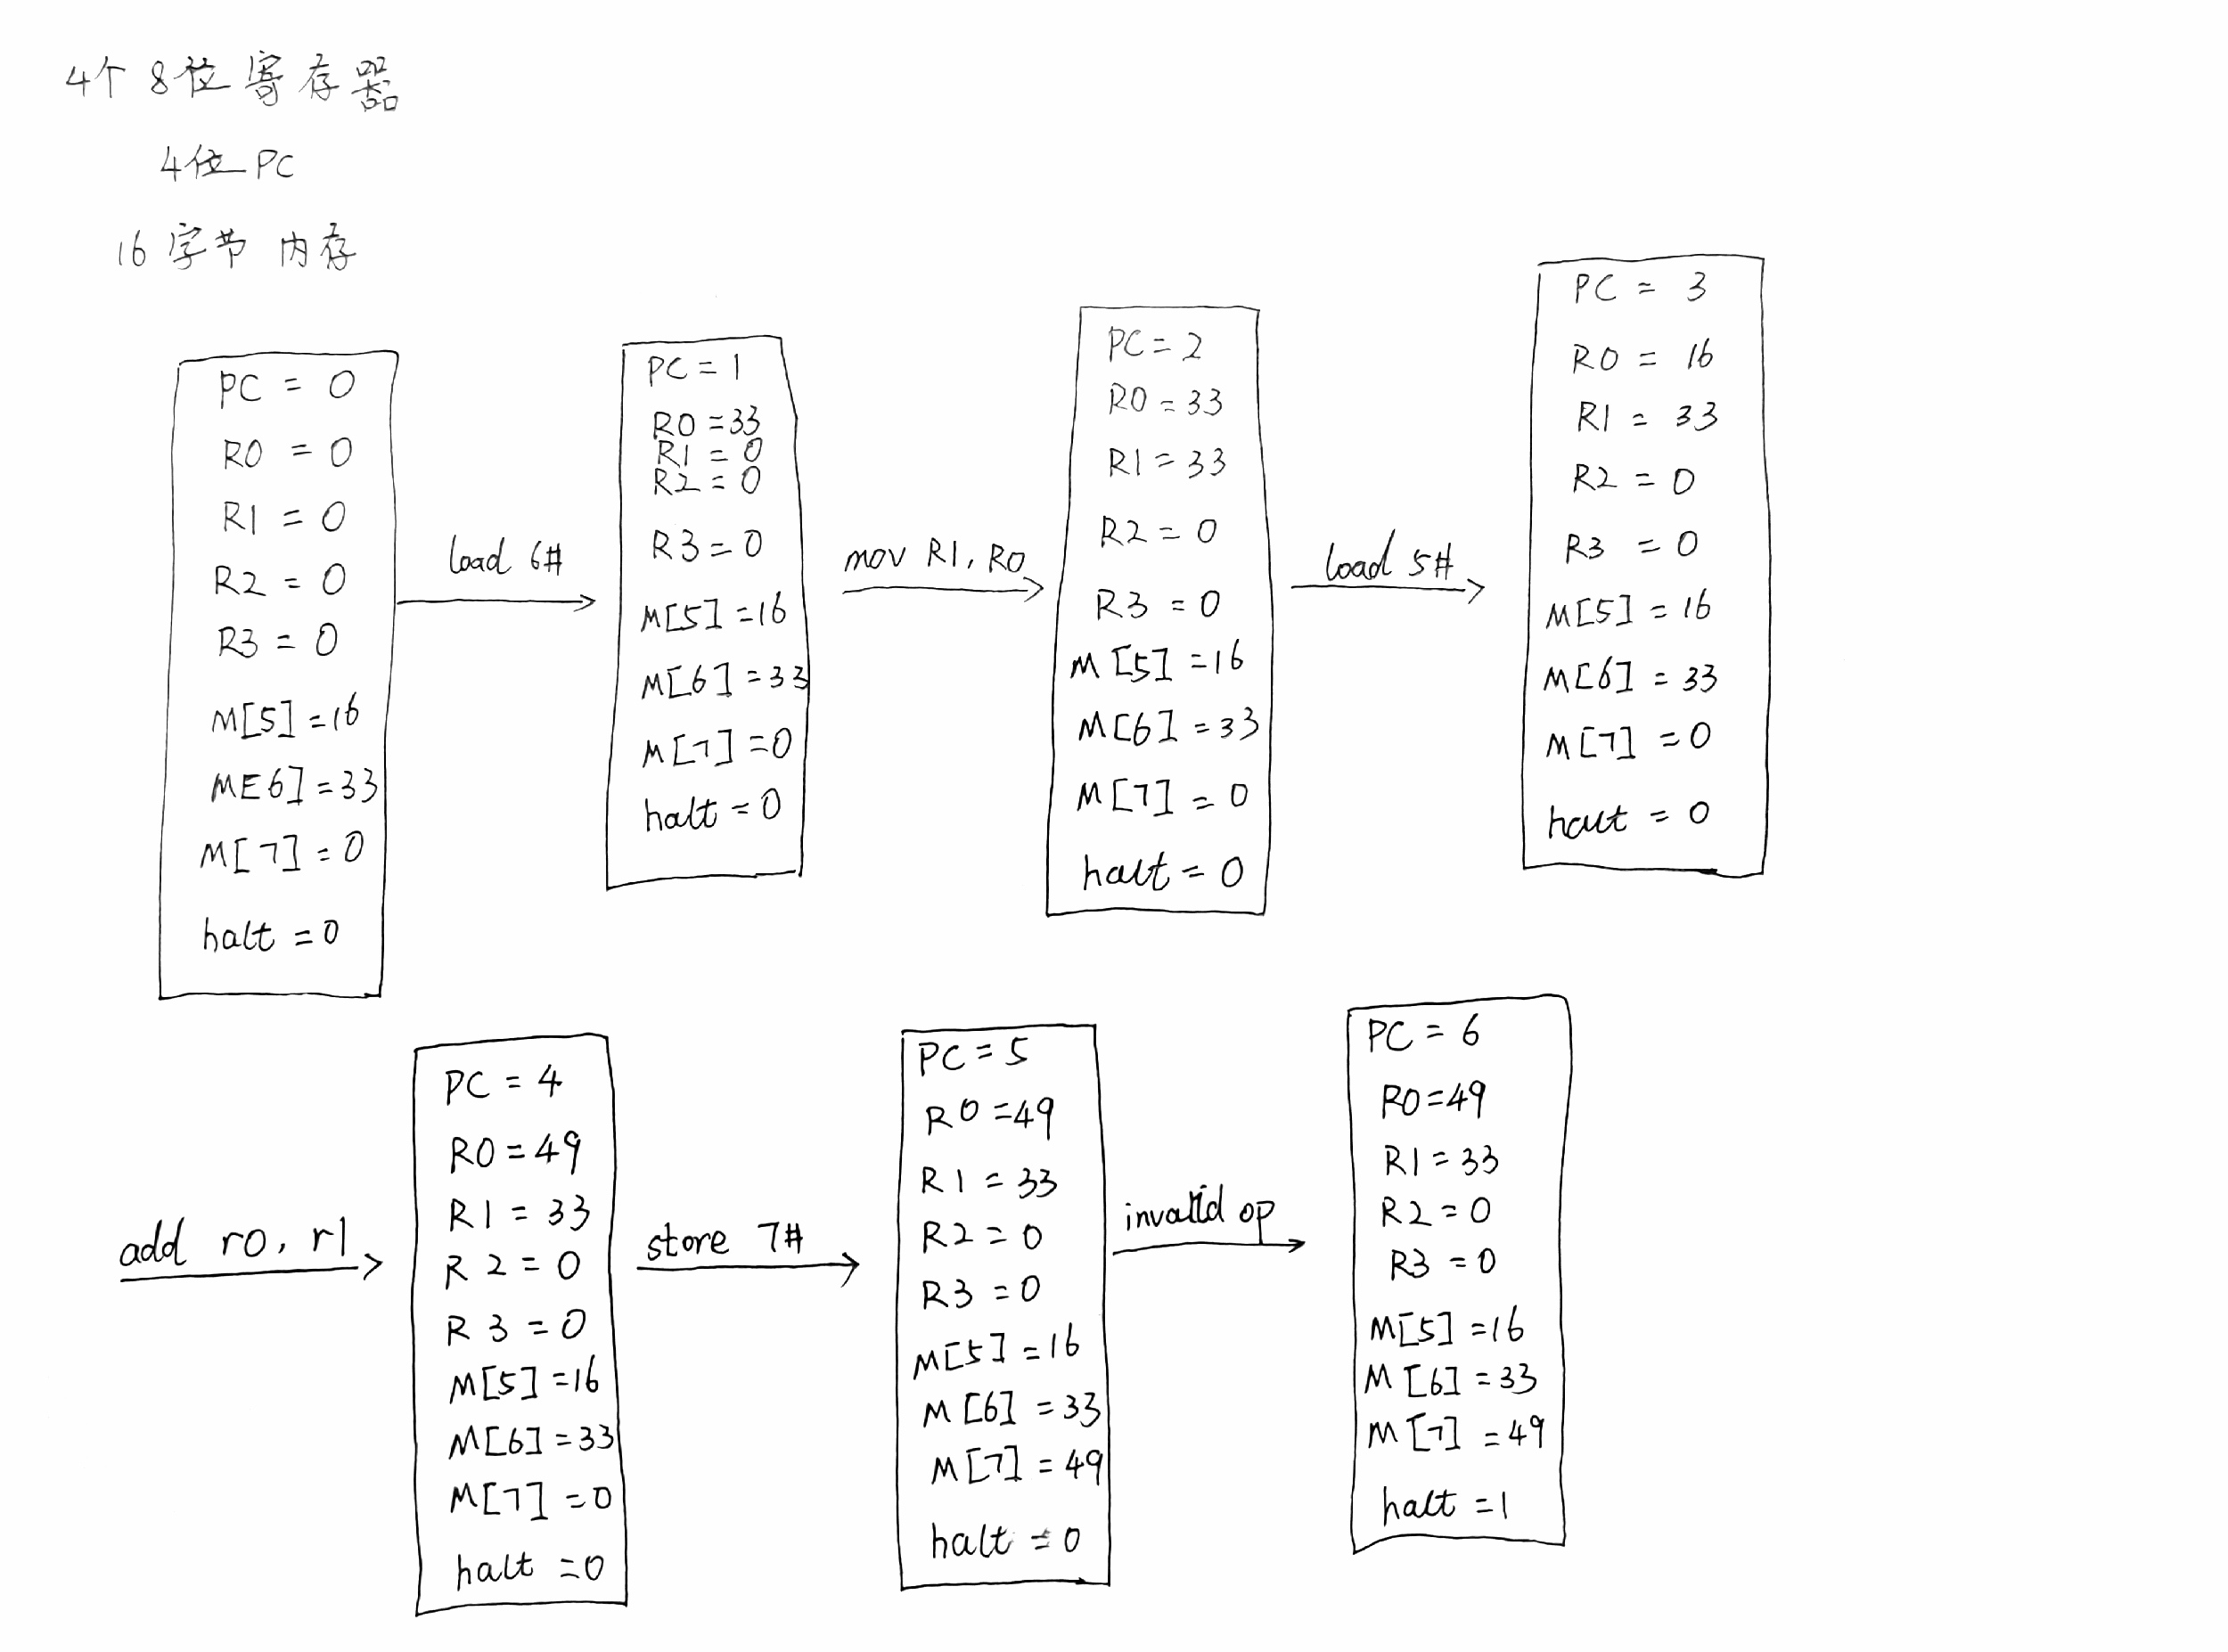 4个8位寄存器
4位PC
16字节 内存
PC = 0
R0 = 0
R1 = 0
R2 = 0
R3 = 0
M[5] = 16
M[6] = 33
M[7] = 0
halt = 0
load 6#
PC = 1
R0 = 33
R1 = 0
R2 = 0
R3 = 0
M[5] = 16
M[6] = 33
M[7] = 0
halt = 0
mov R1, R0
PC = 2
R0 = 33
R1 = 33
R2 = 0
R3 = 0
M[5] = 16
M[6] = 33
M[7] = 0
halt = 0
load 5#
PC = 3
R0 = 16
R1 = 33
R2 = 0
R3 = 0
M[5] = 16
M[6] = 33
M[7] = 0
halt = 0
add r0, r1
PC = 4
R0 = 49
R1 = 33
R2 = 0
R3 = 0
M[5] = 16
M[6] = 33
M[7] = 0
halt = 0
store 7#
PC = 5
R0 = 49
R1 = 33
R2 = 0
R3 = 0
M[5] = 16
M[6] = 33
M[7] = 49
halt = 0
invalid op
PC = 6
R0 = 49
R1 = 33
R2 = 0
R3 = 0
M[5] = 16
M[6] = 33
M[7] = 49
halt = 1